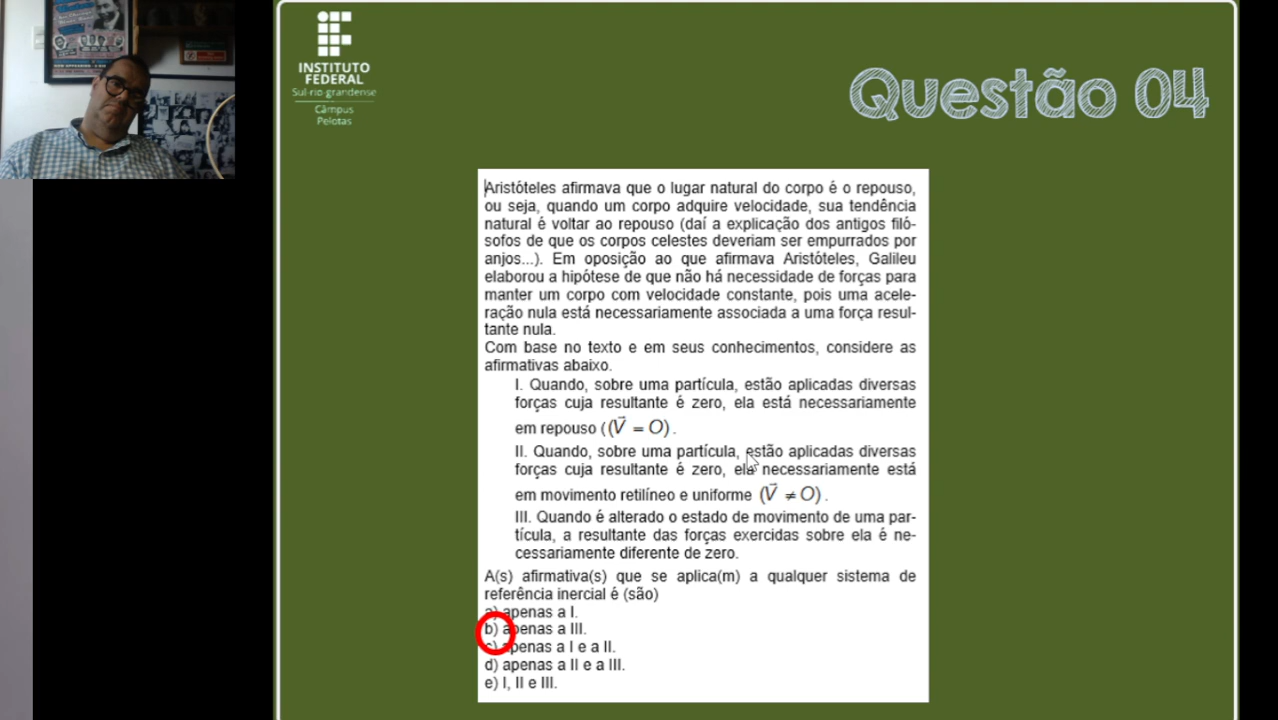 INSTITUTO
FEDERAL
Sul-rio-grandense
Câmpus
Pelotas
Questão 04
Aristóteles afirmava que o lugar natural do corpo é o repouso,
ou seja, quando um corpo adquire velocidade, sua tendência
natural é voltar ao repouso (daí a explicação dos antigos filó-
sofos de que os corpos celestes deveriam ser empurrados por
anjos...). Em oposição ao que afirmava Aristóteles, Galileu
elaborou a hipótese de que não há necessidade de forças para
manter um corpo com velocidade constante, pois uma acele-
ração nula está necessariamente associada a uma força resul-
tante nula.
Com base no texto e em seus conhecimentos, considere as
afirmativas abaixo.
I. Quando, sobre uma partícula, estão aplicadas diversas
forças cuja resultante é zero, ela está necessariamente
em repouso ((V⃗ = O).
II. Quando, sobre uma partícula, estão aplicadas diversas
forças cuja resultante é zero, ela necessariamente está
em movimento retilíneo e uniforme (V⃗ ≠ O).
III. Quando é alterado o estado de movimento de uma par-
tícula, a resultante das forças exercidas sobre ela é ne-
cessariamente diferente de zero.
A(s) afirmativa(s) que se aplica(m) a qualquer sistema de
referência inercial é (são)
a) apenas a I.
b) apenas a III.
c) apenas a I e a II.
d) apenas a II e a III.
e) I, II e III.